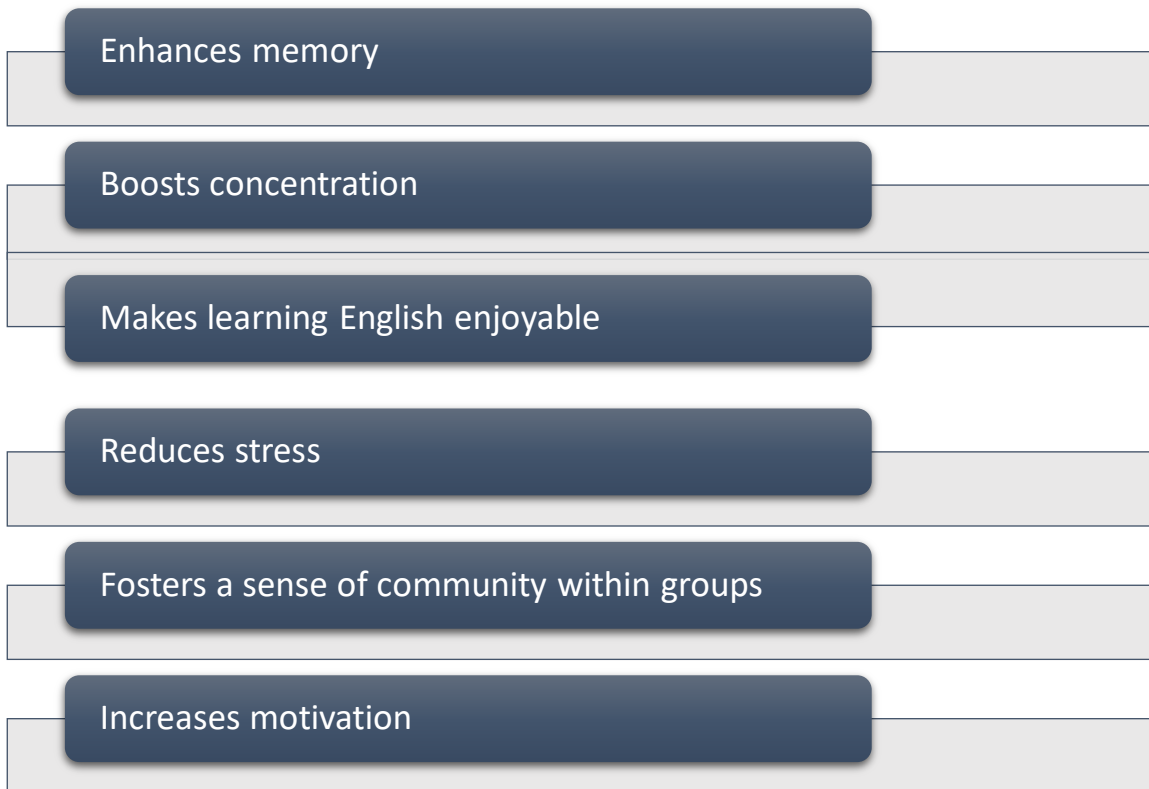 Enhances memory
Boosts concentration
Makes learning English enjoyable
Reduces stress
Fosters a sense of community within groups
Increases motivation